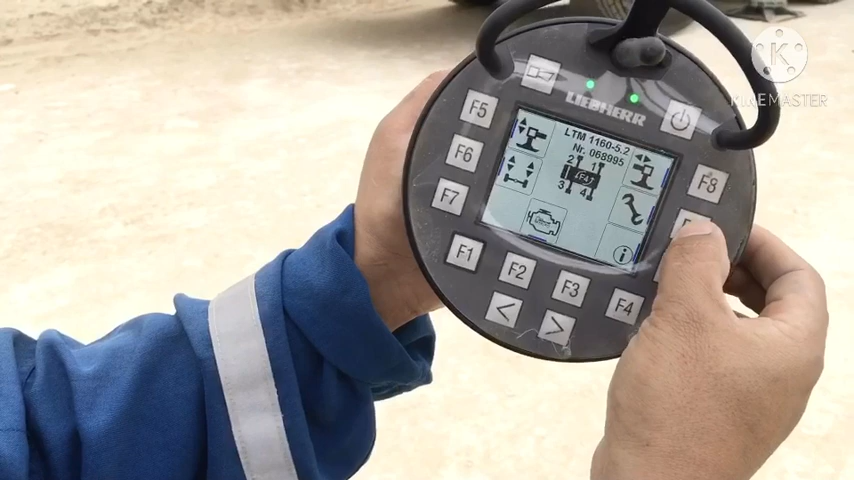 LIEBHERR
F5
F6
F7
F8
F1
F2
F3
F4
<
>
LTM 1160-5.2
Nr. 068995
2
1
F4
3
4
i
K
KINEMASTER